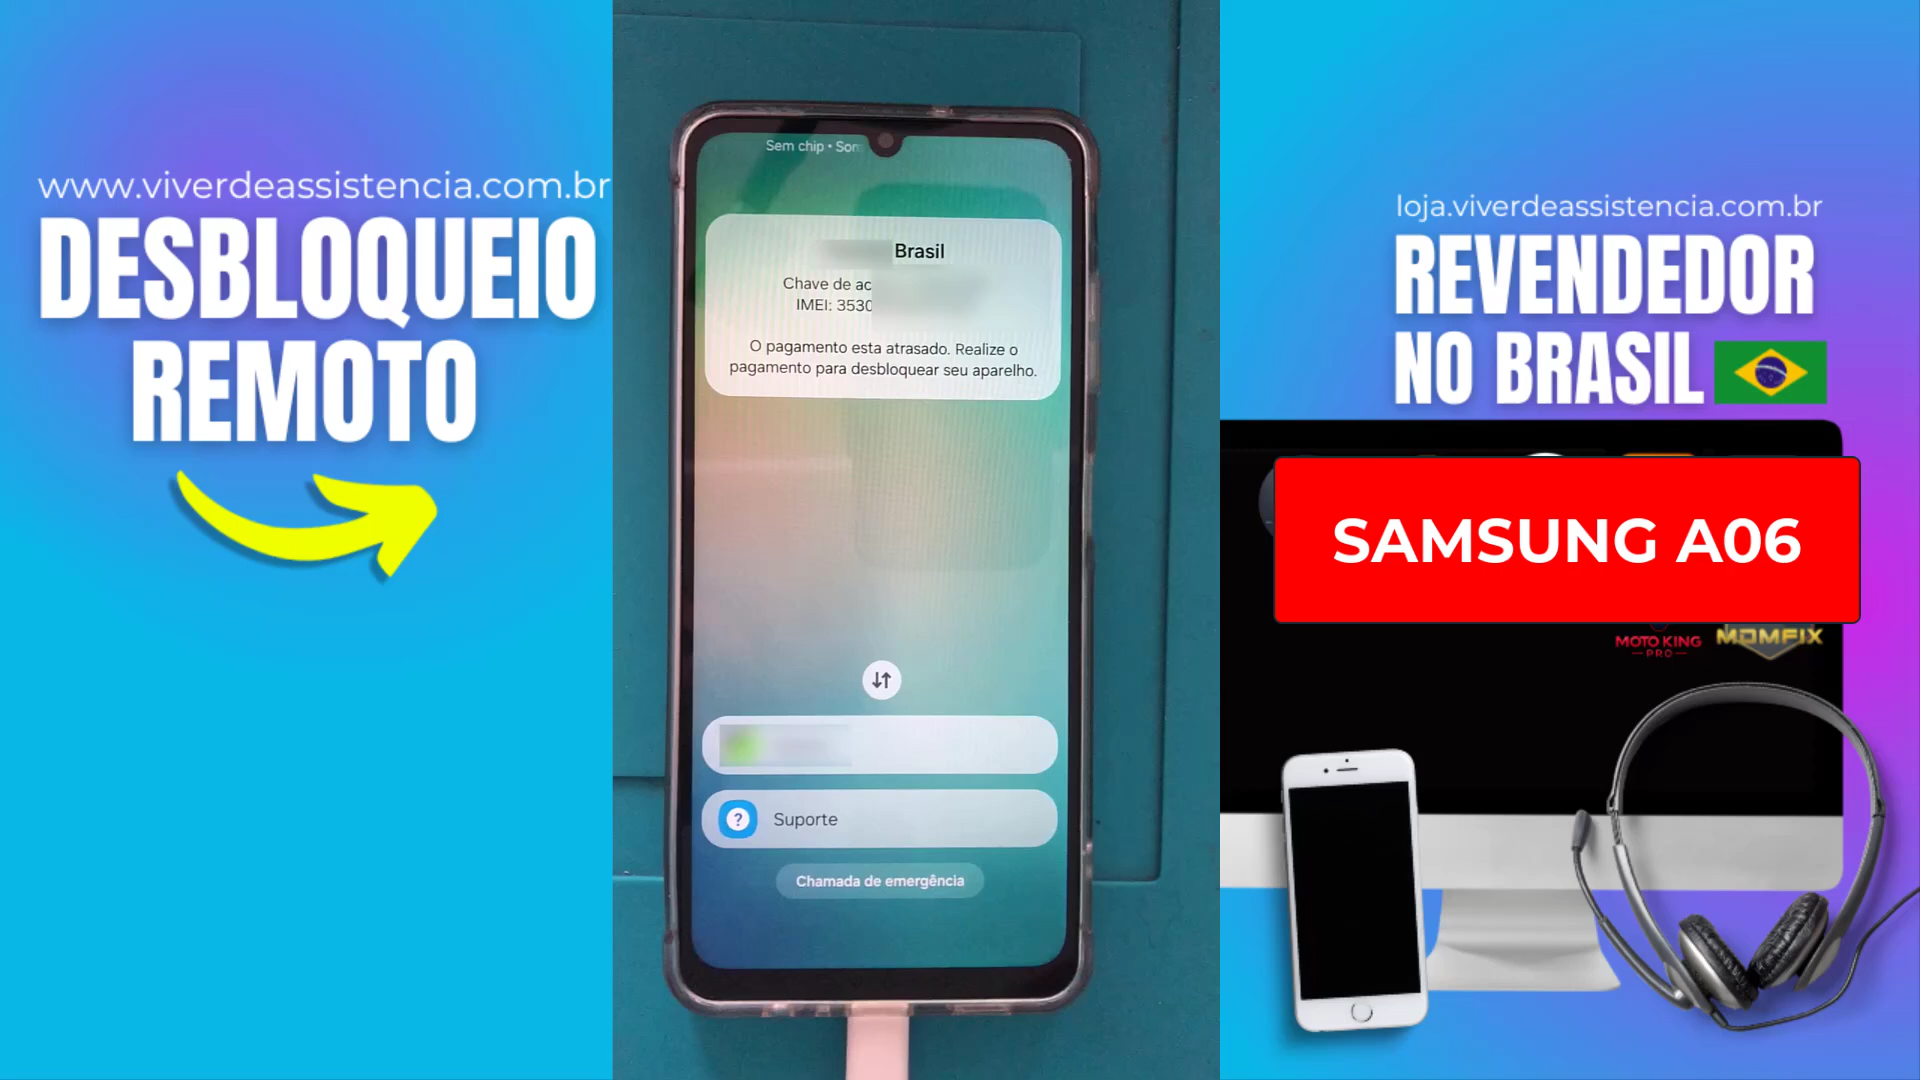 www.viverdeassistencia.com.br
DESBLOQUEIO
REMOTO
Sem chip • Som
Brasil
Chave de ac
IMEI: 3530
O pagamento esta atrasado. Realize o
pagamento para desbloquear seu aparelho.
Suporte
Chamada de emergência
loja.viverdeassistencia.com.br
REVENDEDOR
NO BRASIL
SAMSUNG A06
MOTO KING
PRO
MDMFIX